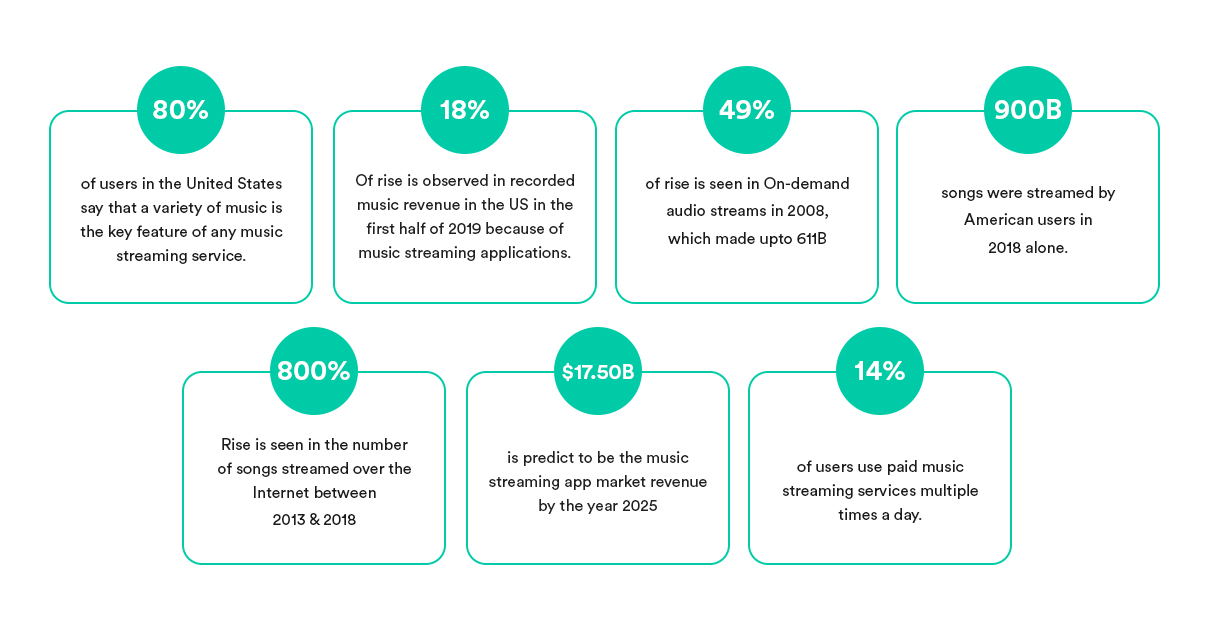 80%
of users in the United States
say that a variety of music is
the key feature of any music
streaming service.
18%
Of rise is observed in recorded
music revenue in the US in the
first half of 2019 because of
music streaming applications.
49%
of rise is seen in On-demand
audio streams in 2008,
which made upto 611B
900B
songs were streamed by
American users in
2018 alone.
800%
Rise is seen in the number
of songs streamed over the
Internet between
2013 & 2018
$17.50B
is predict to be the music
streaming app market revenue
by the year 2025
14%
of users use paid music
streaming services multiple
times a day.